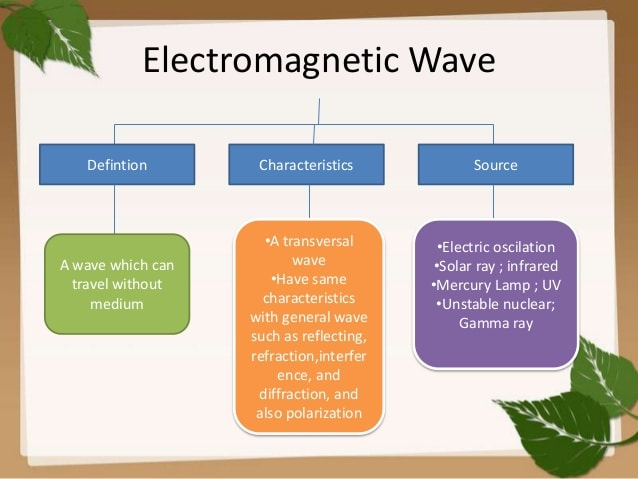 Electromagnetic Wave
Defintion
Characteristics
Source
A wave which can
travel without
medium
•A transversal
wave
•Have same
characteristics
with general wave
such as reflecting,
refraction,interfer
ence, and
diffraction, and
also polarization
•Electric oscilation
•Solar ray ; infrared
•Mercury Lamp ; UV
•Unstable nuclear;
Gamma ray